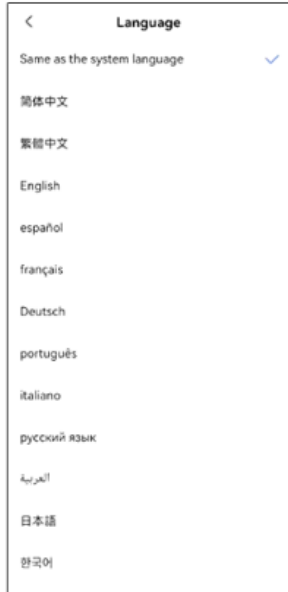 Language
Same as the system language
简体中文
繁體中文
English
español
français
Deutsch
português
italiano
русский язык
العربية
日本語
한국어